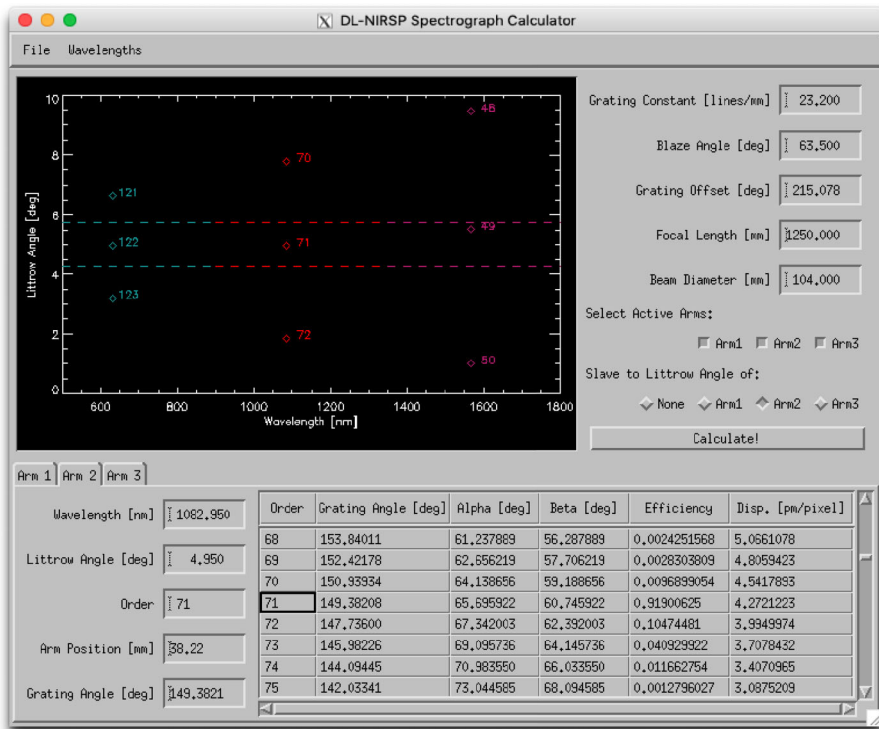 DL-NIRSP Spectrograph Calculator
File Wavelengths
10
8
6
4
2
0
Littrow Angle [deg]
121
122
123
70
71
72
48
49
50
600 800 1000 1200 1400 1600 1800
Wavelength [nm]
Grating Constant [lines/mm] 23.200
Blaze Angle [deg] 63.500
Grating Offset [deg] 215.078
Focal Length [mm] 1250.000
Beam Diameter [mm] 104.000
Select Active Arms:
Arm1 Arm2 Arm3
Slave to Littrow Angle of:
None Arm1 Arm2 Arm3
Calculate!
Arm 1 Arm 2 Arm 3
Wavelength [nm] 1082.950
Littrow Angle [deg] 4.950
Order 71
Arm Position [mm] 38.22
Grating Angle [deg] 149.3821
Order Grating Angle [deg] Alpha [deg] Beta [deg] Efficiency Disp. [pm/pixel]
68 153.84011 61.237889 56.287889 0.0024251568 5.0661078
69 152.42178 62.656219 57.706219 0.0028303809 4.8059423
70 150.93934 64.138656 59.188656 0.0096899054 4.5417893
71 149.38208 65.695922 60.745922 0.91900625 4.2721223
72 147.73600 67.342003 62.392003 0.10474481 3.9949974
73 145.98226 69.095736 64.145736 0.040929922 3.7078432
74 144.09445 70.983550 66.033550 0.011662754 3.4070965
75 142.03341 73.044585 68.094585 0.0012796027 3.0875209